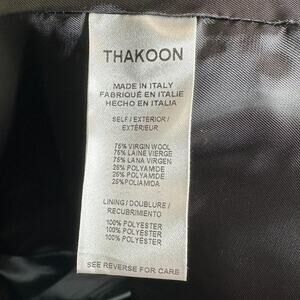 THAKOON
MADE IN ITALY
FABRIQUÉ EN ITALIE
HECHO EN ITALIA
SELF / EXTERIOR /
EXTÉRIEUR
75% VIRGIN WOOL
75% LAINE VIERGE
75% LANA VIRGEN
25% POLYAMIDE
25% POLYAMIDE
25% POLIAMIDA
LINING / DOUBLURE /
RECUBRIMIENTO
100% POLYESTER
100% POLYESTER
100% POLYESTER
SEE REVERSE FOR CARE